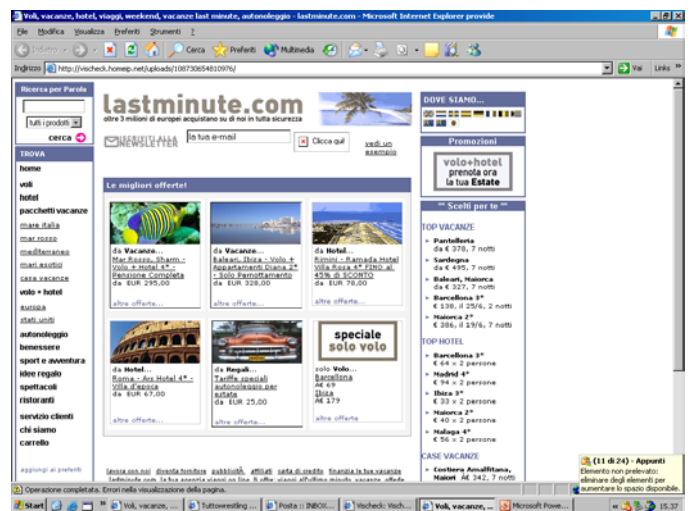 Voli, vacanze, hotel, viaggi, weekend, vacanze last minute, autonoleggio - lastminute.com - Microsoft Internet Explorer provide
File Modifica Visualizza Preferiti Strumenti ?
Indietro Cerca Preferiti Multimedia
Indirizzo http://vischeck.homeip.net/uploads/108730654810976/ Vai Links »
Ricerca per Parola
tutti i prodotti
cerca
TROVA
home
voli
hotel
pacchetti vacanze
mare italia
mar rosso
mediterraneo
mari esotici
casa vacanze
volo + hotel
europa
stati uniti
autonoleggio
benessere
sport e avventura
idee regalo
spettacoli
ristoranti
servizio clienti
chi siamo
carrello
aggiungi ai preferiti
lastminute.com
oltre 3 milioni di europei acquistano su di noi in tutta sicurezza
ISCRIVITI ALLA
NEWSLETTER
la tua e-mail
Clicca qui!
vedi un
esempio
Le migliori offerte!
da Vacanze...
Mar Rosso, Sharm -
Volo + Hotel 4* -
Pensione Completa
da EUR 295,00
altre offerte...
da Vacanze...
Baleari, Ibiza - Volo +
Appartamenti Diana 2*
- Solo Pernottamento
da EUR 328,00
altre offerte...
da Hotel...
Rimini - Ramada Hotel
Villa Rosa 4* FINO al
45% di SCONTO
da EUR 78,00
altre offerte...
da Hotel...
Roma - Ars Hotel 4* -
Villa d'epoca
da EUR 67,00
altre offerte...
da Regali...
Tariffe speciali
autonoleggio per
estate
da EUR 25,00
altre offerte...
speciale
solo volo
solo Volo...
Barcellona
Â€ 69
Ibiza
Â€ 179
altre offerte
lavora con noi diventa fornitore pubblicitÃ affiliati carta di credito finanzia le tue vacanze
DOVE SIAMO...
Promozioni
volo+hotel
prenota ora
la tua Estate
** Scelti per te **
TOP VACANZE
Pantelleria
da € 378, 7 notti
Sardegna
da € 495, 7 notti
Baleari, Maiorca
da € 327, 7 notti
Barcellona 3*
€ 138, il 25/6, 2 notti
Maiorca 2*
€ 386, il 19/6, 7 notti
TOP HOTEL
Barcellona 3*
€ 64 x 2 persone
Madrid 4*
€ 94 x 2 persone
Ibiza 3*
€ 33 x 2 persone
Maiorca 2*
€ 40 x 2 persone
Malaga 4*
€ 56 x 2 persone
CASE VACANZE
Costiera Amalfitana,
Maiori Â€ 342, 7 notti
(11 di 24) - Appunti
Elemento non prelevato:
eliminare degli elementi per
aumentare lo spazio disponibile.
Operazione completata. Errori nella visualizzazione della pagina.
Start Voli, vacanze, ... Tuttowrestling ... Posta :: INBOX... Vischeck: Visch... Voli, vacanze, ... Microsoft Powe... 15.37